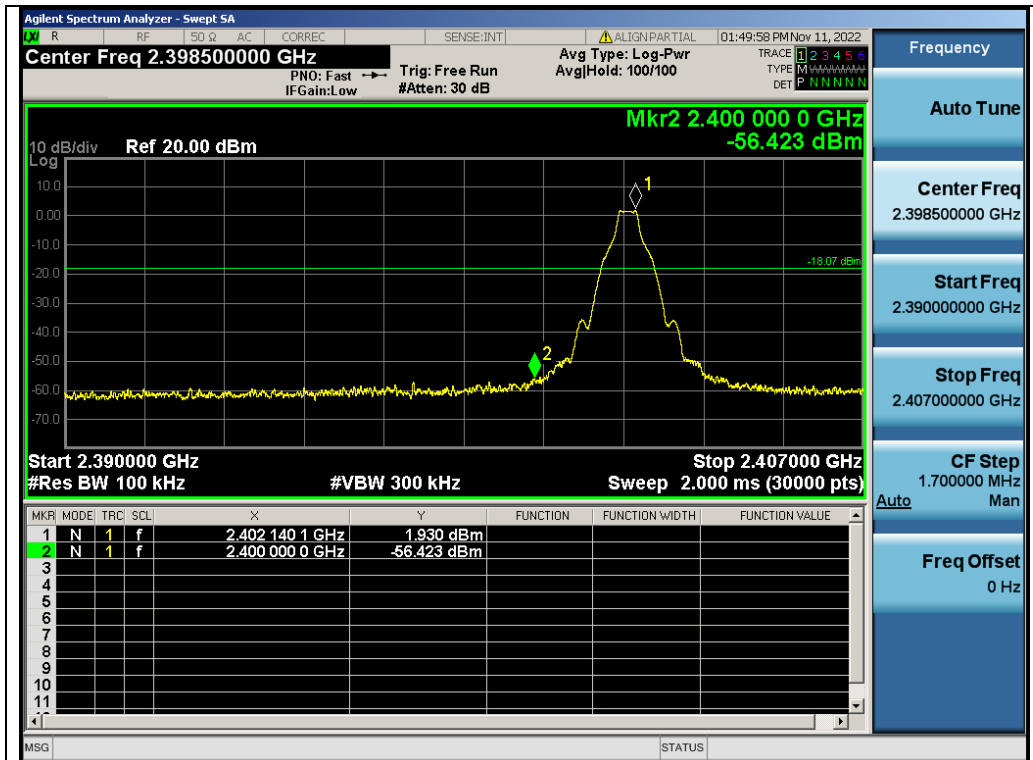 Agilent Spectrum Analyzer - Swept SA
LXI R RF 50 Ω AC CORREC SENSE:INT ALIGN PARTIAL 01:49:58 PM Nov 11, 2022
Center Freq 2.398500000 GHz
PNO: Fast
IFGain:Low
Trig: Free Run
#Atten: 30 dB
Avg Type: Log-Pwr
Avg|Hold: 100/100
TRACE 1 2 3 4 5 6
TYPE M
DET P N N N N N
Mkr2 2.400 000 0 GHz
-56.423 dBm
10 dB/div Ref 20.00 dBm
Log
10.0
0.00
-10.0
-20.0
-30.0
-40.0
-50.0
-60.0
-70.0
1
-18.07 dBm
2
Start 2.390000 GHz Stop 2.407000 GHz
#Res BW 100 kHz #VBW 300 kHz Sweep 2.000 ms (30000 pts)
MKR MODE TRC SCL X Y FUNCTION FUNCTION WIDTH FUNCTION VALUE
1 N 1 f 2.402 140 1 GHz 1.930 dBm
2 N 1 f 2.400 000 0 GHz -56.423 dBm
3
4
5
6
7
8
9
10
11
MSG STATUS
Frequency
Auto Tune
Center Freq
2.398500000 GHz
Start Freq
2.390000000 GHz
Stop Freq
2.407000000 GHz
CF Step
1.700000 MHz
Auto Man
Freq Offset
0 Hz